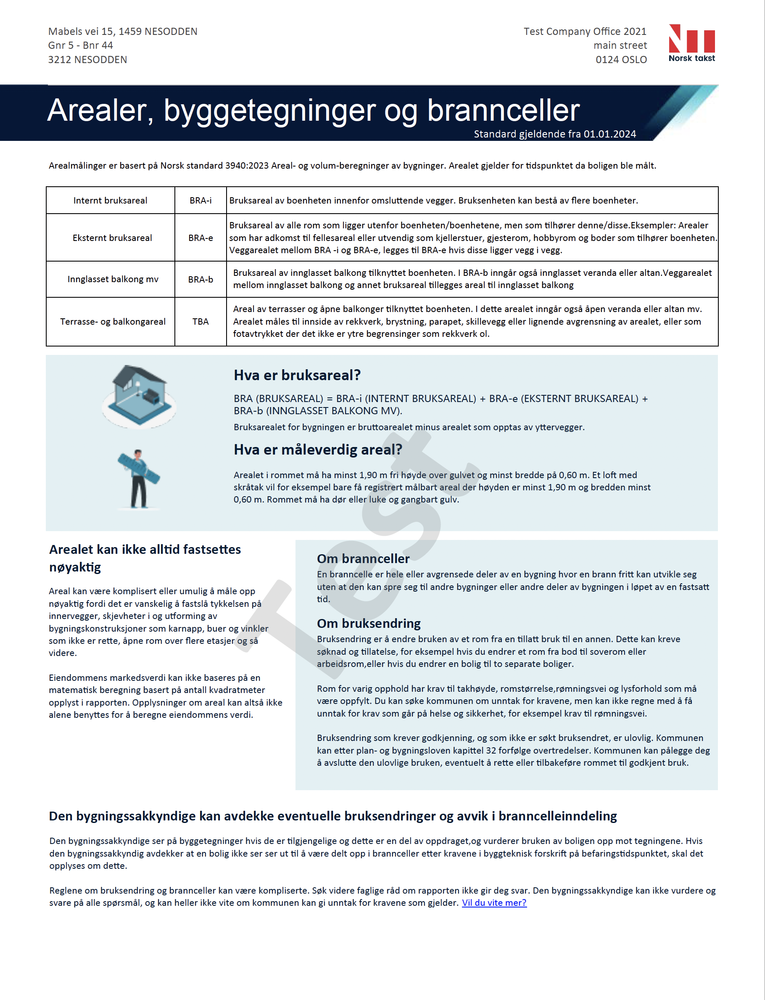 Mabels vei 15, 1459 NESODDEN
Gnr 5 - Bnr 44
3212 NESODDEN
Test Company Office 2021
main street
0124 OSLO
Norsk takst
Arealer, byggetegninger og brannceller
Standard gjeldende fra 01.01.2024
Arealmålinger er basert på Norsk standard 3940:2023 Areal- og volum-beregninger av bygninger. Arealet gjelder for tidspunktet da boligen ble målt.
Internt bruksareal
BRA-i
Bruksareal av boenheten innenfor omsluttende vegger. Bruksenheten kan bestå av flere boenheter.
Eksternt bruksareal
BRA-e
Bruksareal av alle rom som ligger utenfor boenheten/boenhetene, men som tilhører denne/disse.Eksempler: Arealer
som har adkomst til fellesareal eller utvendig som kjellerstuer, gjesterom, hobbyrom og boder som tilhører boenheten.
Veggarealet mellom BRA -i og BRA-e, legges til BRA-e hvis disse ligger vegg i vegg.
Innglasset balkong mv
BRA-b
Bruksareal av innglasset balkong tilknyttet boenheten. I BRA-b inngår også innglasset veranda eller altan.Veggarealet
mellom innglasset balkong og annet bruksareal tillegges areal til innglasset balkong
Terrasse- og balkongareal
TBA
Areal av terrasser og åpne balkonger tilknyttet boenheten. I dette arealet inngår også åpen veranda eller altan mv.
Arealet måles til innside av rekkverk, brystning, parapet, skillevegg eller lignende avgrensning av arealet, eller som
fotavtrykket der det ikke er ytre begrensinger som rekkverk ol.
Hva er bruksareal?
BRA (BRUKSAREAL) = BRA-i (INTERNT BRUKSAREAL) + BRA-e (EKSTERNT BRUKSAREAL) +
BRA-b (INNGLASSET BALKONG MV).
Bruksarealet for bygningen er bruttoarealet minus arealet som opptas av yttervegger.
Hva er måleverdig areal?
Arealet i rommet må ha minst 1,90 m fri høyde over gulvet og minst bredde på 0,60 m. Et loft med
skråtak vil for eksempel bare få registrert målbart areal der høyden er minst 1,90 m og bredden minst
0,60 m. Rommet må ha dør eller luke og gangbart gulv.
Test
Arealet kan ikke alltid fastsettes
nøyaktig
Areal kan være komplisert eller umulig å måle opp
nøyaktig fordi det er vanskelig å fastslå tykkelsen på
innervegger, skjevheter i og utforming av
bygningskonstruksjoner som karnapp, buer og vinkler
som ikke er rette, åpne rom over flere etasjer og så
videre.
Eiendommens markedsverdi kan ikke baseres på en
matematisk beregning basert på antall kvadratmeter
opplyst i rapporten. Opplysninger om areal kan altså ikke
alene benyttes for å beregne eiendommens verdi.
Om brannceller
En branncelle er hele eller avgrensede deler av en bygning hvor en brann fritt kan utvikle seg
uten at den kan spre seg til andre bygninger eller andre deler av bygningen i løpet av en fastsatt
tid.
Om bruksendring
Bruksendring er å endre bruken av et rom fra en tillatt bruk til en annen. Dette kan kreve
søknad og tillatelse, for eksempel hvis du endrer et rom fra bod til soverom eller
arbeidsrom,eller hvis du endrer en bolig til to separate boliger.
Rom for varig opphold har krav til takhøyde, romstørrelse,rømningsvei og lysforhold som må
være oppfylt. Du kan søke kommunen om unntak for kravene, men kan ikke regne med å få
unntak for krav som går på helse og sikkerhet, for eksempel krav til rømningsvei.
Bruksendring som krever godkjenning, og som ikke er søkt bruksendret, er ulovlig. Kommunen
kan etter plan- og bygningsloven kapittel 32 forfølge overtredelser. Kommunen kan pålegge deg
å avslutte den ulovlige bruken, eventuelt å rette eller tilbakeføre rommet til godkjent bruk.
Den bygningssakkyndige kan avdekke eventuelle bruksendringer og avvik i branncelleinndeling
Den bygningssakkyndige ser på byggetegninger hvis de er tilgjengelige og dette er en del av oppdraget,og vurderer bruken av boligen opp mot tegningene. Hvis
den bygningssakkyndig avdekker at en bolig ikke ser ser ut til å være delt opp i brannceller etter kravene i byggteknisk forskrift på befaringstidspunktet, skal det
opplyses om dette.
Reglene om bruksendring og brannceller kan være kompliserte. Søk videre faglige råd om rapporten ikke gir deg svar. Den bygningssakkyndige kan ikke vurdere og
svare på alle spørsmål, og kan heller ikke vite om kommunen kan gi unntak for kravene som gjelder. Vil du vite mer?